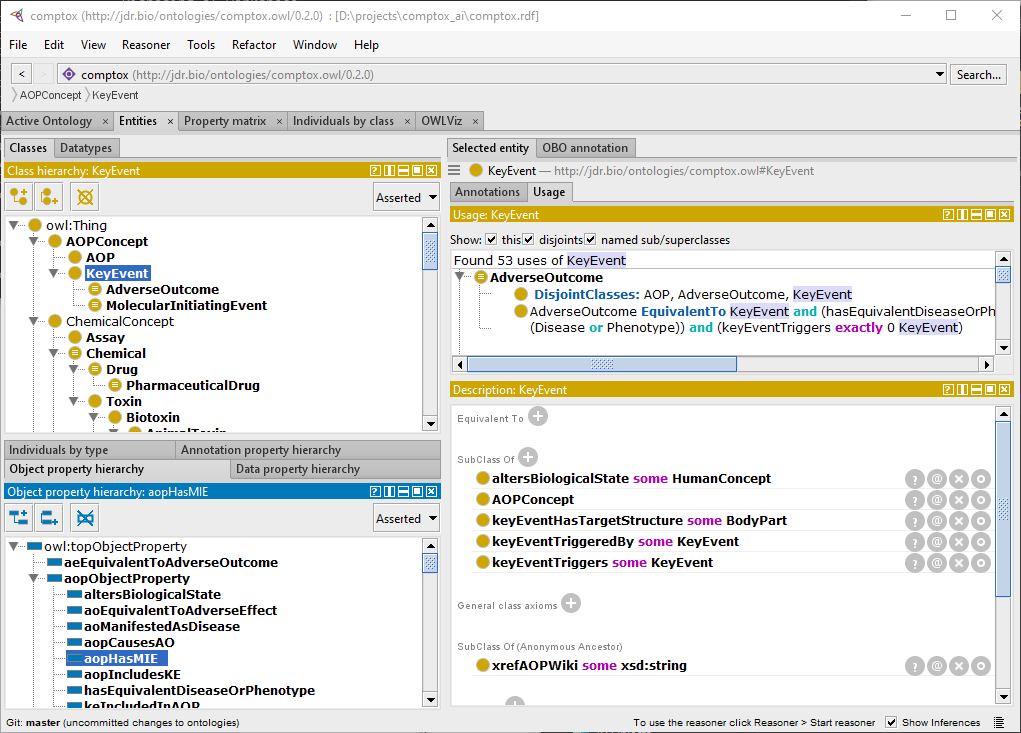 comptox (http://jdr.bio/ontologies/comptox.owl/0.2.0) : [D:\projects\comptox_ai\comptox.rdf]
File Edit View Reasoner Tools Refactor Window Help
< > comptox (http://jdr.bio/ontologies/comptox.owl/0.2.0) Search...
AOPConcept KeyEvent
Active Ontology × Entities × Property matrix × Individuals by class × OWLViz ×
Classes Datatypes
Class hierarchy: KeyEvent
Asserted
owl:Thing
AOPConcept
AOP
KeyEvent
AdverseOutcome
MolecularInitiatingEvent
ChemicalConcept
Assay
Chemical
Drug
PharmaceuticalDrug
Toxin
Biotoxin
AnimalToxin
Individuals by type Annotation property hierarchy
Object property hierarchy Data property hierarchy
Object property hierarchy: aopHasMIE
Asserted
owl:topObjectProperty
aeEquivalentToAdverseOutcome
aopObjectProperty
altersBiologicalState
aoEquivalentToAdverseEffect
aoManifestedAsDisease
aopCausesAO
aopHasMIE
aopIncludesKE
hasEquivalentDiseaseOrPhenotype
keIncludedInAOP
Selected entity OBO annotation
KeyEvent — http://jdr.bio/ontologies/comptox.owl#KeyEvent
Annotations Usage
Usage: KeyEvent
Show: this disjoints named sub/superclasses
Found 53 uses of KeyEvent
AdverseOutcome
DisjointClasses: AOP, AdverseOutcome, KeyEvent
AdverseOutcome EquivalentTo KeyEvent and (hasEquivalentDiseaseOrPh
(Disease or Phenotype)) and (keyEventTriggers exactly 0 KeyEvent)
Description: KeyEvent
Equivalent To
SubClass Of
altersBiologicalState some HumanConcept
AOPConcept
keyEventHasTargetStructure some BodyPart
keyEventTriggeredBy some KeyEvent
keyEventTriggers some KeyEvent
General class axioms
SubClass Of (Anonymous Ancestor)
xrefAOPWiki some xsd:string
Git: master (uncommitted changes to ontologies) To use the reasoner click Reasoner > Start reasoner Show Inferences